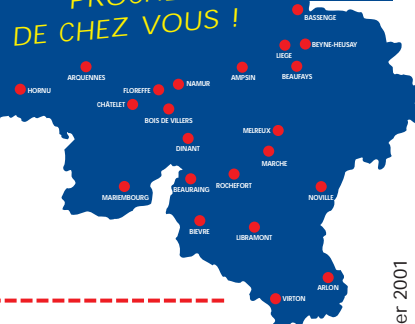 DE CHEZ VOUS !
BASSENGE
LIEGE
BEYNE-HEUSAY
ARQUENNES
AMPSIN
BEAUFAYS
HORNU
FLOREFFE
NAMUR
CHÂTELET
BOIS DE VILLERS
MELREUX
DINANT
MARCHE
BEAURAING
ROCHEFORT
MARIEMBOURG
NOVILLE
BIEVRE
LIBRAMONT
ARLON
VIRTON
er 2001